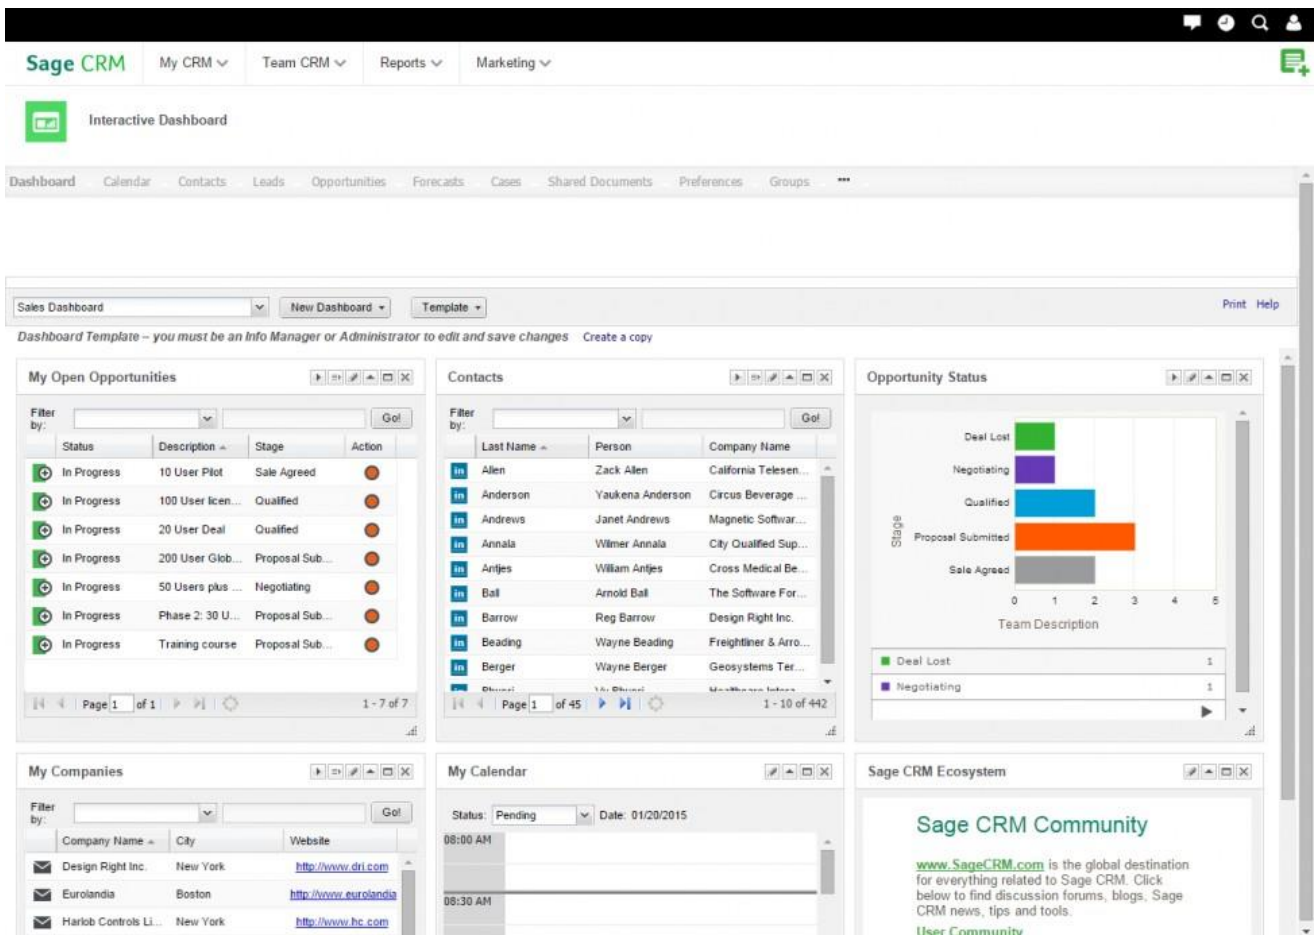 Sage CRM My CRM Team CRM Reports Marketing
Interactive Dashboard
Dashboard Calendar Contacts Leads Opportunities Forecasts Cases Shared Documents Preferences Groups •••
Sales Dashboard New Dashboard Template Print Help
Dashboard Template – you must be an Info Manager or Administrator to edit and save changes Create a copy
My Open Opportunities
Filter by: Go!
Status Description Stage Action
In Progress 10 User Pilot Sale Agreed
In Progress 100 User licen... Qualified
In Progress 20 User Deal Qualified
In Progress 200 User Glob... Proposal Sub...
In Progress 50 Users plus ... Negotiating
In Progress Phase 2: 30 U... Proposal Sub...
In Progress Training course Proposal Sub...
Page 1 of 1 1 - 7 of 7
Contacts
Filter by: Go!
Last Name Person Company Name
in Allen Zack Allen California Telesen...
in Anderson Yaukena Anderson Circus Beverage ...
in Andrews Janet Andrews Magnetic Softwar...
in Annala Wilmer Annala City Qualified Sup...
in Antjes William Antjes Cross Medical Be...
in Ball Arnold Ball The Software For...
in Barrow Reg Barrow Design Right Inc.
in Beading Wayne Beading Freightliner & Arro...
in Berger Wayne Berger Geosystems Ter...
Page 1 of 45 1 - 10 of 442
Opportunity Status
Stage
Deal Lost
Negotiating
Qualified
Proposal Submitted
Sale Agreed
0 1 2 3 4 5
Team Description
Deal Lost 1
Negotiating 1
My Companies
Filter by: Go!
Company Name City Website
Design Right Inc. New York http://www.dri.com
Eurolandia Boston http://www.eurolandia
Harlob Controls Li... New York http://www.hc.com
My Calendar
Status: Pending Date: 01/20/2015
08:00 AM
08:30 AM
Sage CRM Ecosystem
Sage CRM Community
www.SageCRM.com is the global destination
for everything related to Sage CRM. Click
below to find discussion forums, blogs, Sage
CRM news, tips and tools.
User Community